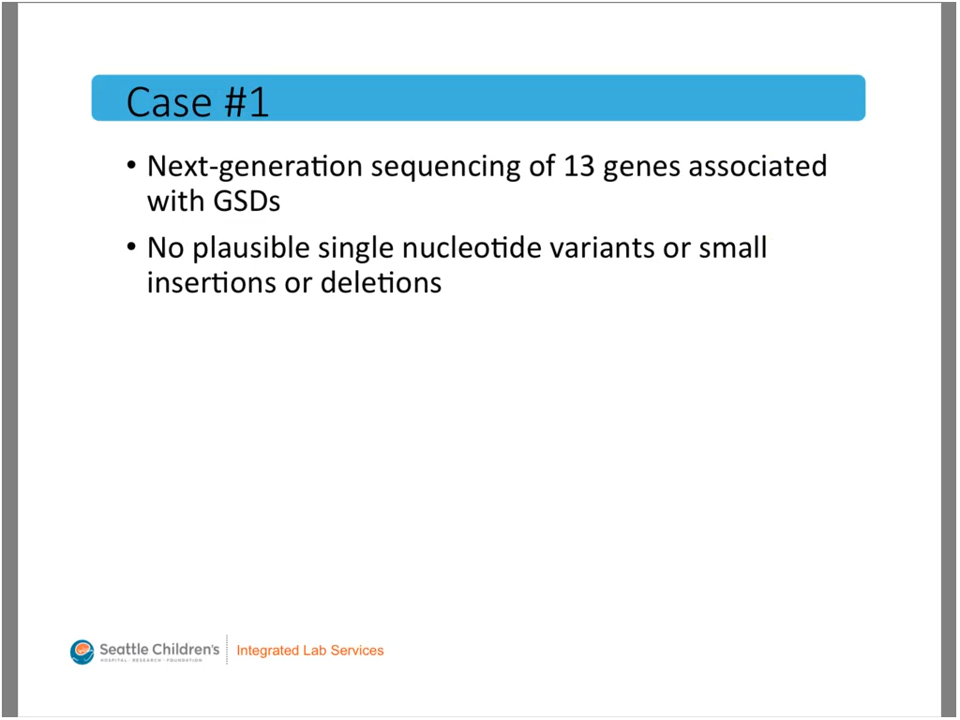 Case #1
• Next-generation sequencing of 13 genes associated
with GSDs
• No plausible single nucleotide variants or small
insertions or deletions
Seattle Children's
HOSPITAL · RESEARCH · FOUNDATION
Integrated Lab Services